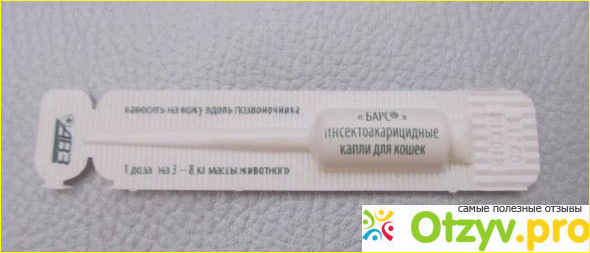 наносить на кожу вдоль позвоночника
« БАРС® »
инсектоакарицидные
капли для кошек
АВЗ
1 доза на 3 – 8 кг массы животного
самые полезные отзывы
Otzyv.pro